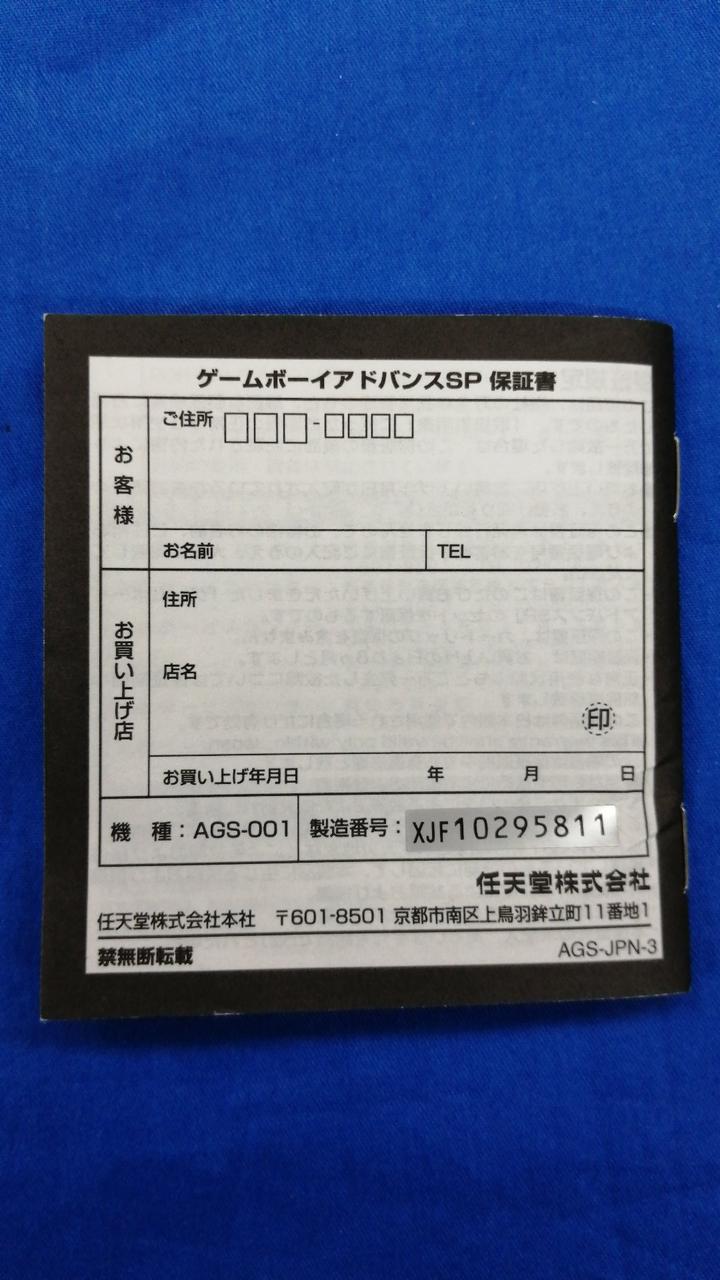 ゲームボーイアドバンスSP 保証書
お客様
ご住所 □□□-□□□□
お名前
TEL
お買い上げ店
住所
店名
印
お買い上げ年月日 年 月 日
機 種：AGS-001 製造番号：XJF10295811
任天堂株式会社
任天堂株式会社本社 〒601-8501 京都市南区上鳥羽鉾立町11番地1
禁無断転載 AGS-JPN-3